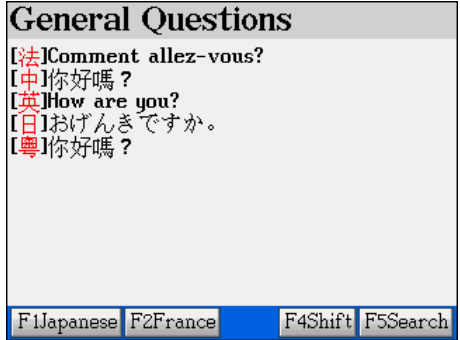 General Questions
[法]Comment allez-vous?
[中]你好嗎？
[英]How are you?
[日]おげんきですか。
[粵]你好嗎？
F1Japanese F2France F4Shift F5Search